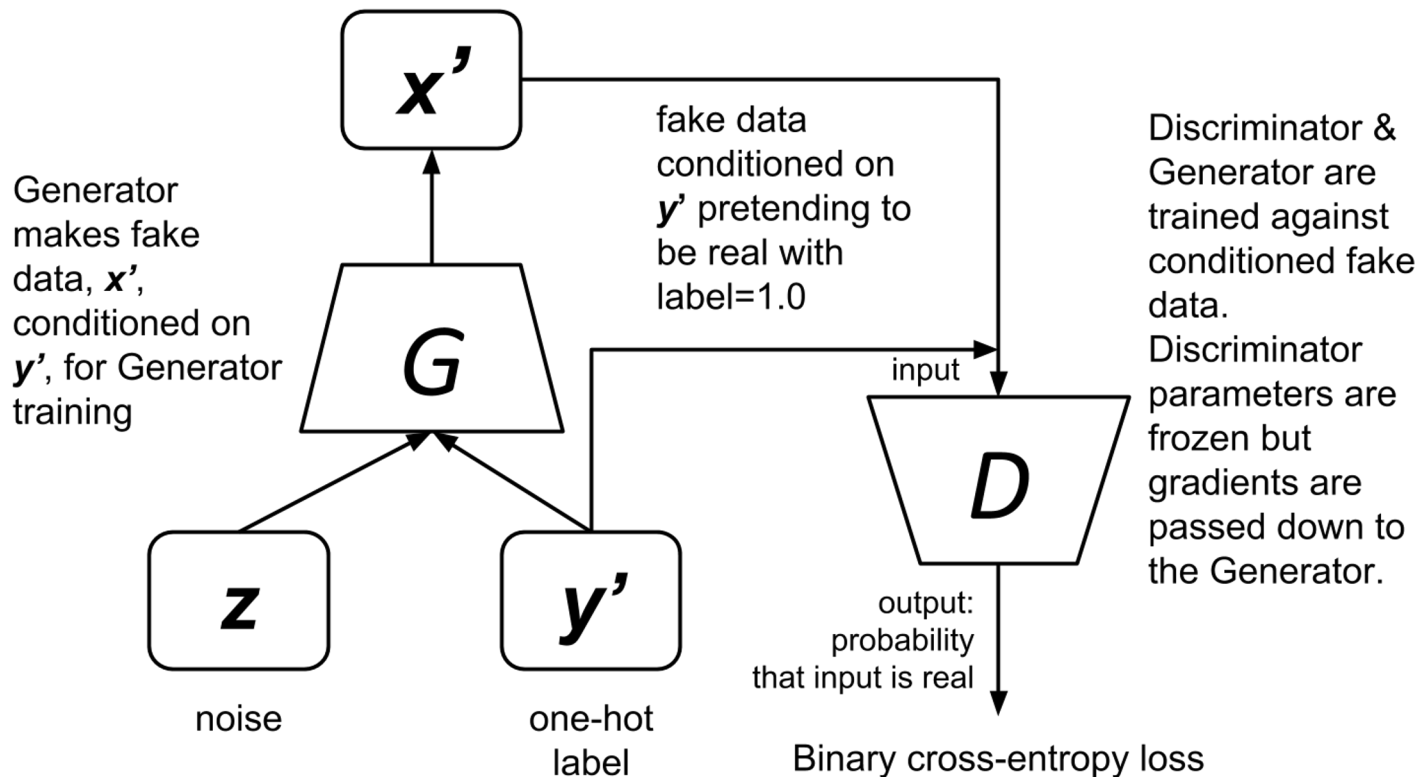 x’
Generator
makes fake
data, x’,
conditioned on
y’, for Generator
training
fake data
conditioned on
y’ pretending to
be real with
label=1.0
Discriminator &
Generator are
trained against
conditioned fake
data.
Discriminator
parameters are
frozen but
gradients are
passed down to
the Generator.
G
input
D
z
y’
noise
one-hot
label
output:
probability
that input is real
Binary cross-entropy loss